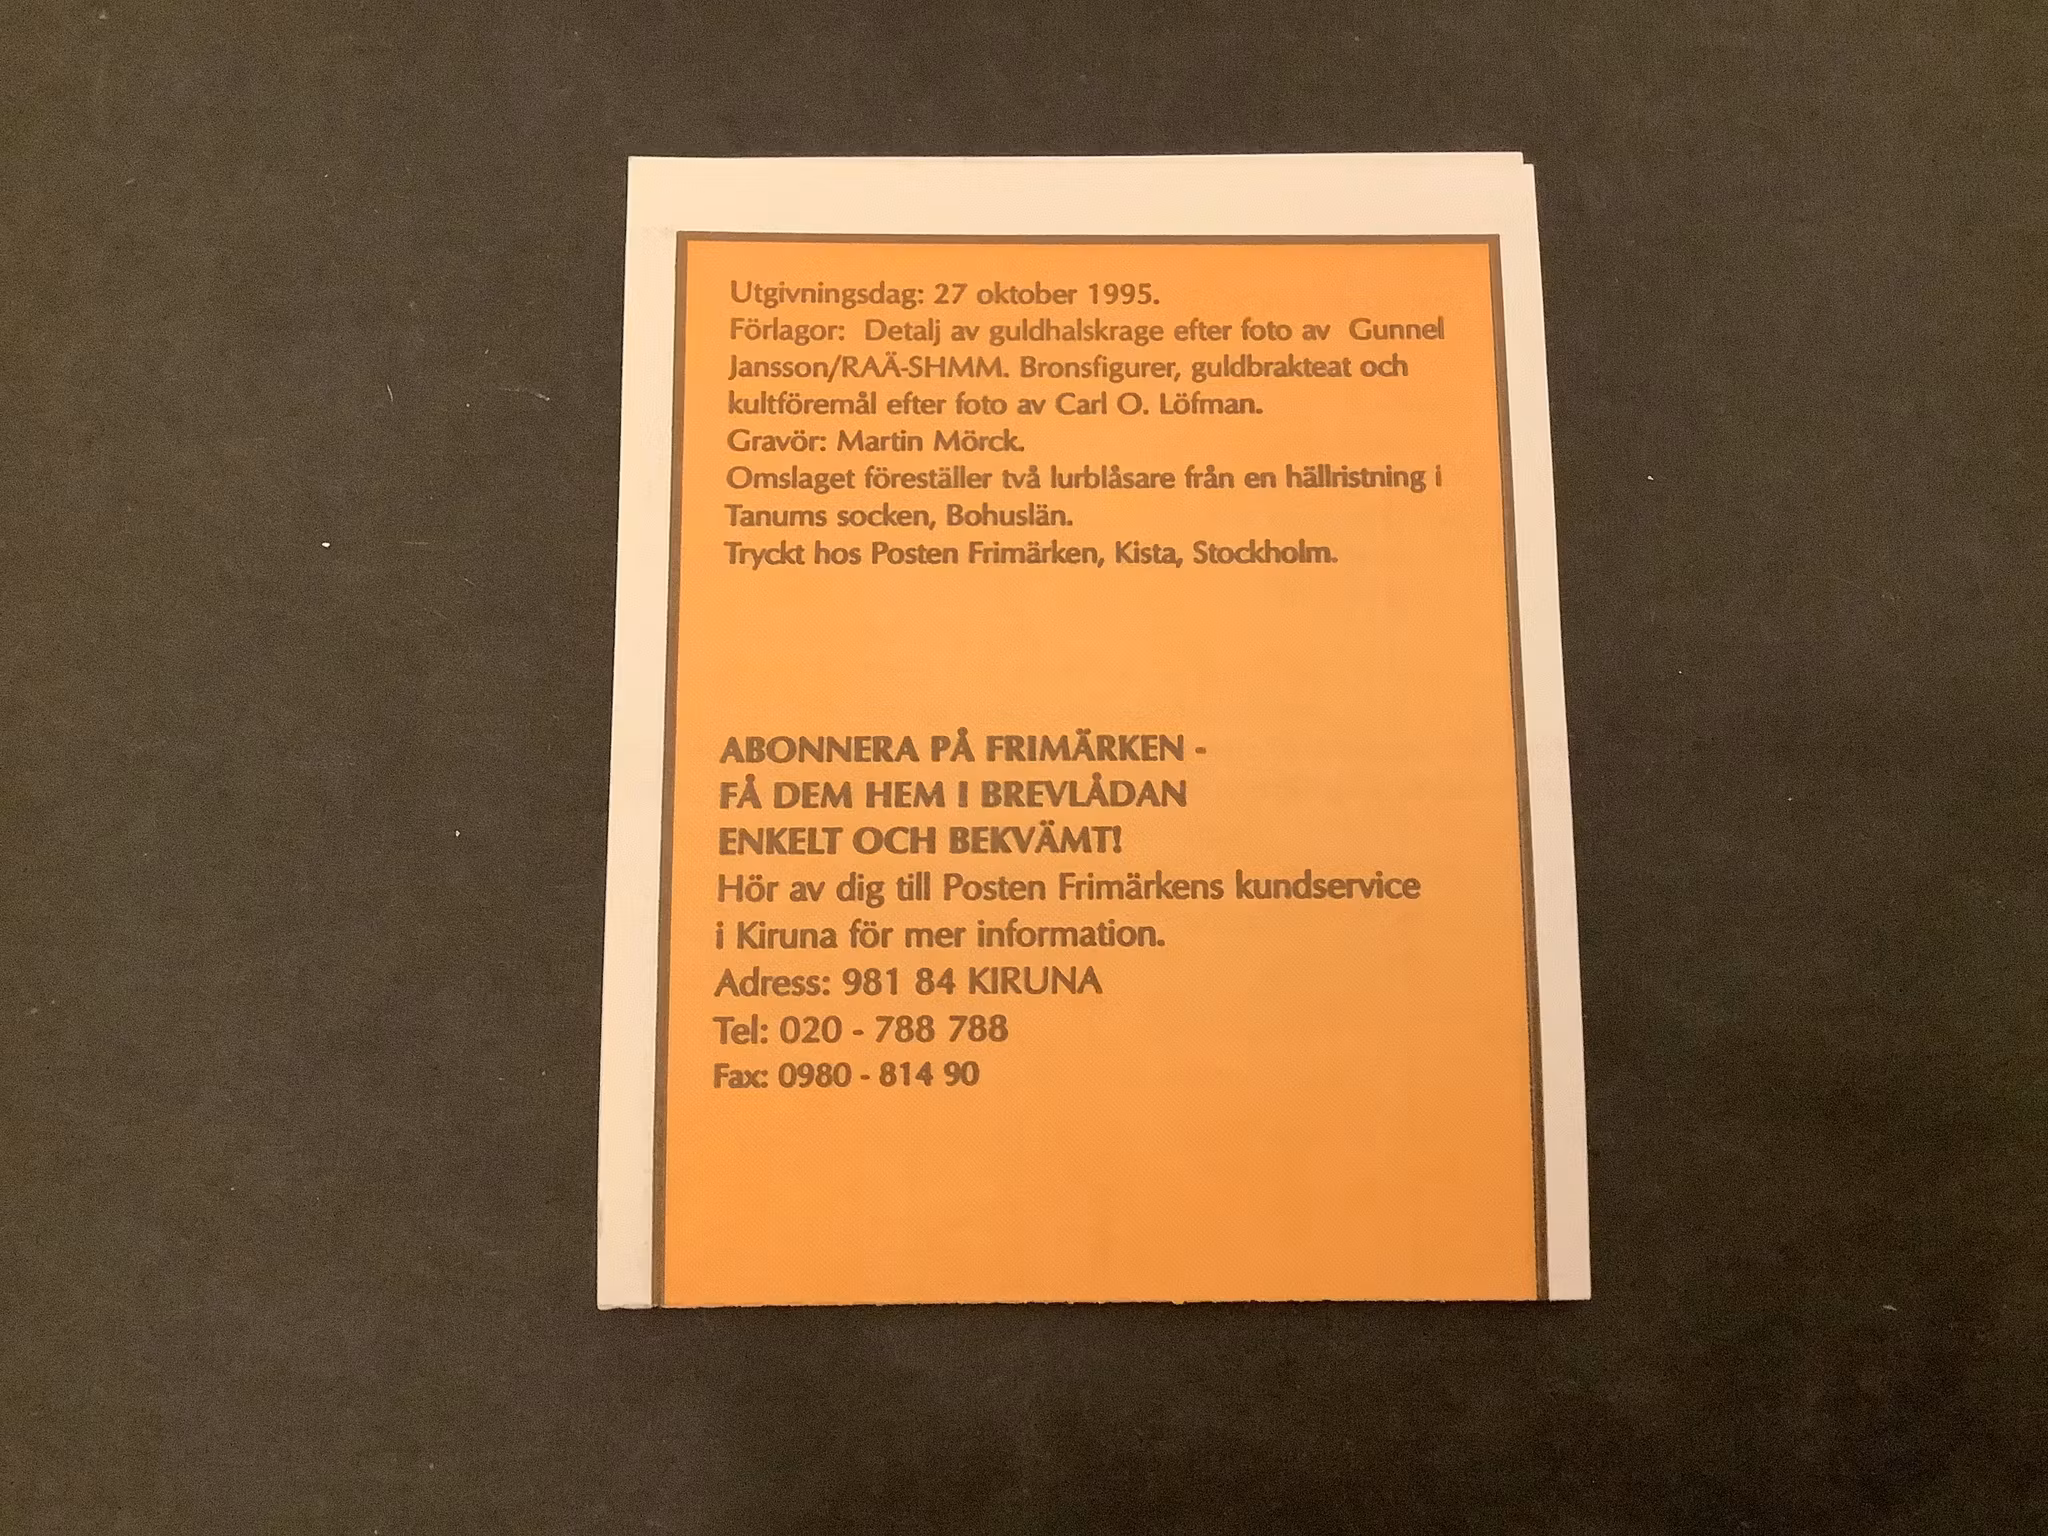 Utgivningsdag: 27 oktober 1995.
Förlagor: Detalj av guldhalskrage efter foto av Gunnel
Jansson/RAÄ-SHMM. Bronsfigurer, guldbrakteat och
kultföremål efter foto av Carl O. Löfman.
Gravör: Martin Mörck.
Omslaget föreställer två lurblåsare från en hällristning i
Tanums socken, Bohuslän.
Tryckt hos Posten Frimärken, Kista, Stockholm.
ABONNERA PÅ FRIMÄRKEN -
FÅ DEM HEM I BREVLÅDAN
ENKELT OCH BEKVÄMT!
Hör av dig till Posten Frimärkens kundservice
i Kiruna för mer information.
Adress: 981 84 KIRUNA
Tel: 020 - 788 788
Fax: 0980 - 814 90